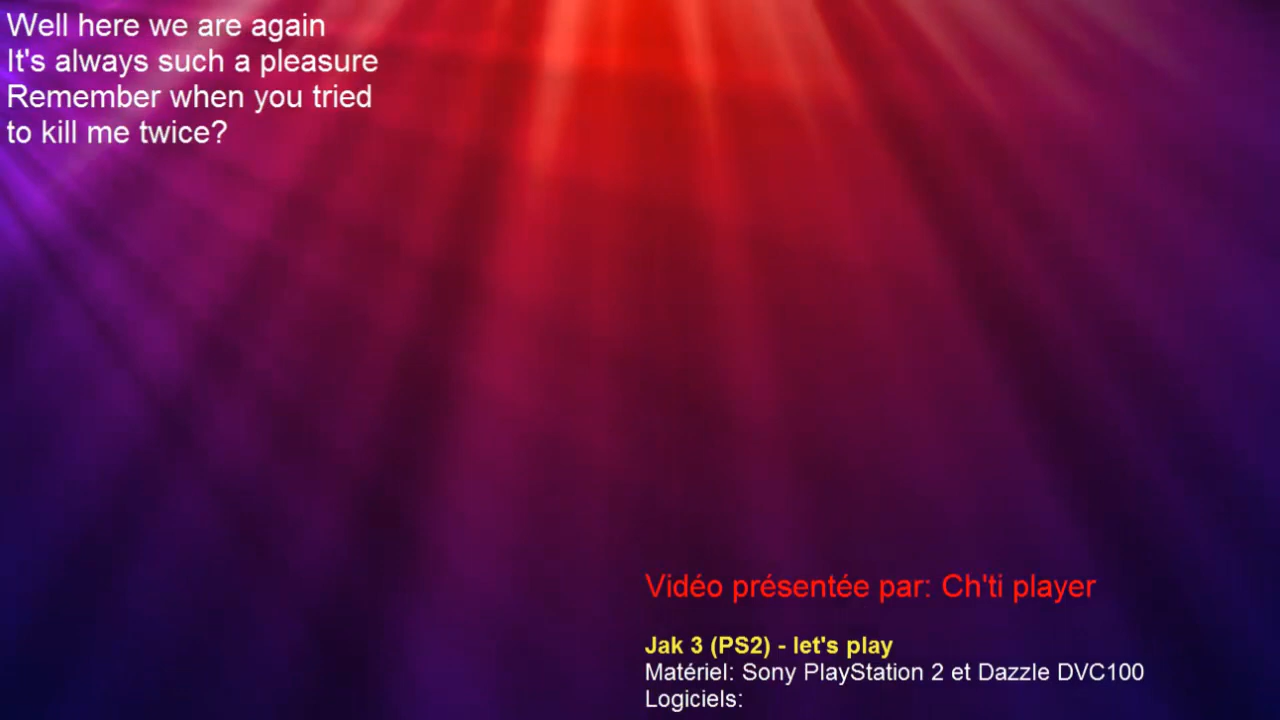 Well here we are again
It's always such a pleasure
Remember when you tried
to kill me twice?
Vidéo présentée par: Ch'ti player
Jak 3 (PS2) - let's play
Matériel: Sony PlayStation 2 et Dazzle DVC100
Logiciels: